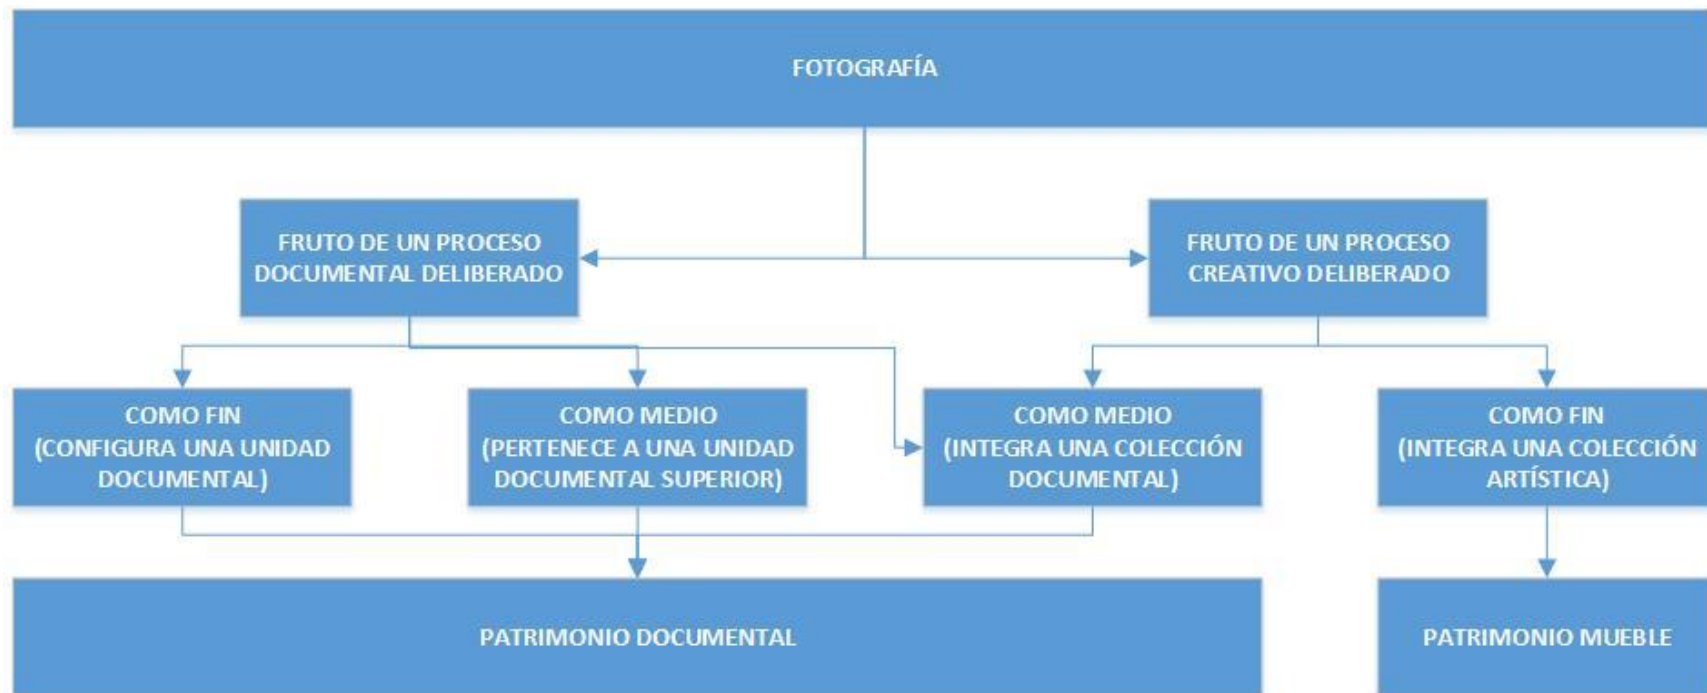 FOTOGRAFÍA
FRUTO DE UN PROCESO
DOCUMENTAL DELIBERADO
FRUTO DE UN PROCESO
CREATIVO DELIBERADO
COMO FIN
(CONFIGURA UNA UNIDAD
DOCUMENTAL)
COMO MEDIO
(PERTENECE A UNA UNIDAD
DOCUMENTAL SUPERIOR)
COMO MEDIO
(INTEGRA UNA COLECCIÓN
DOCUMENTAL)
COMO FIN
(INTEGRA UNA COLECCIÓN
ARTÍSTICA)
PATRIMONIO DOCUMENTAL
PATRIMONIO MUEBLE